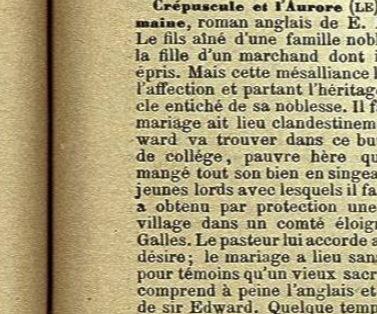 Crépuscule et l'Aurore (LE)
maine, roman anglais de E.
Le fils aîné d'une famille nobl
la fille d'un marchand dont i
épris. Mais cette mésalliance l
l'affection et partant l'héritag
cle entiché de sa noblesse. Il f
mariage ait lieu clandestinem
ward va trouver dans ce bu
de collége, pauvre hère qu
mangé tout son bien en singea
jeunes lords avec lesquels il fa
a obtenu par protection une
village dans un comté éloig
Galles. Le pasteur lui accorde a
désire; le mariage a lieu san
pour témoins qu'un vieux sacr
comprend à peine l'anglais et
de sir Edward. Quelque temp